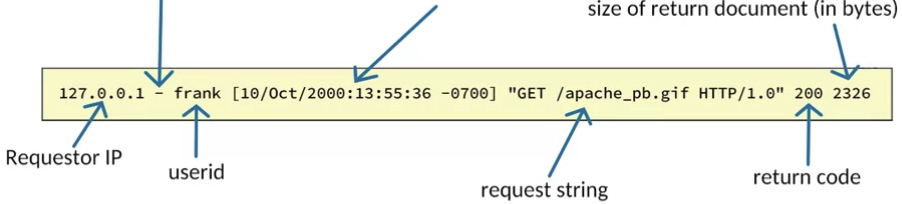 size of return document (in bytes)
127.0.0.1 - frank [10/Oct/2000:13:55:36 -0700] "GET /apache_pb.gif HTTP/1.0" 200 2326
Requestor IP
userid
request string
return code